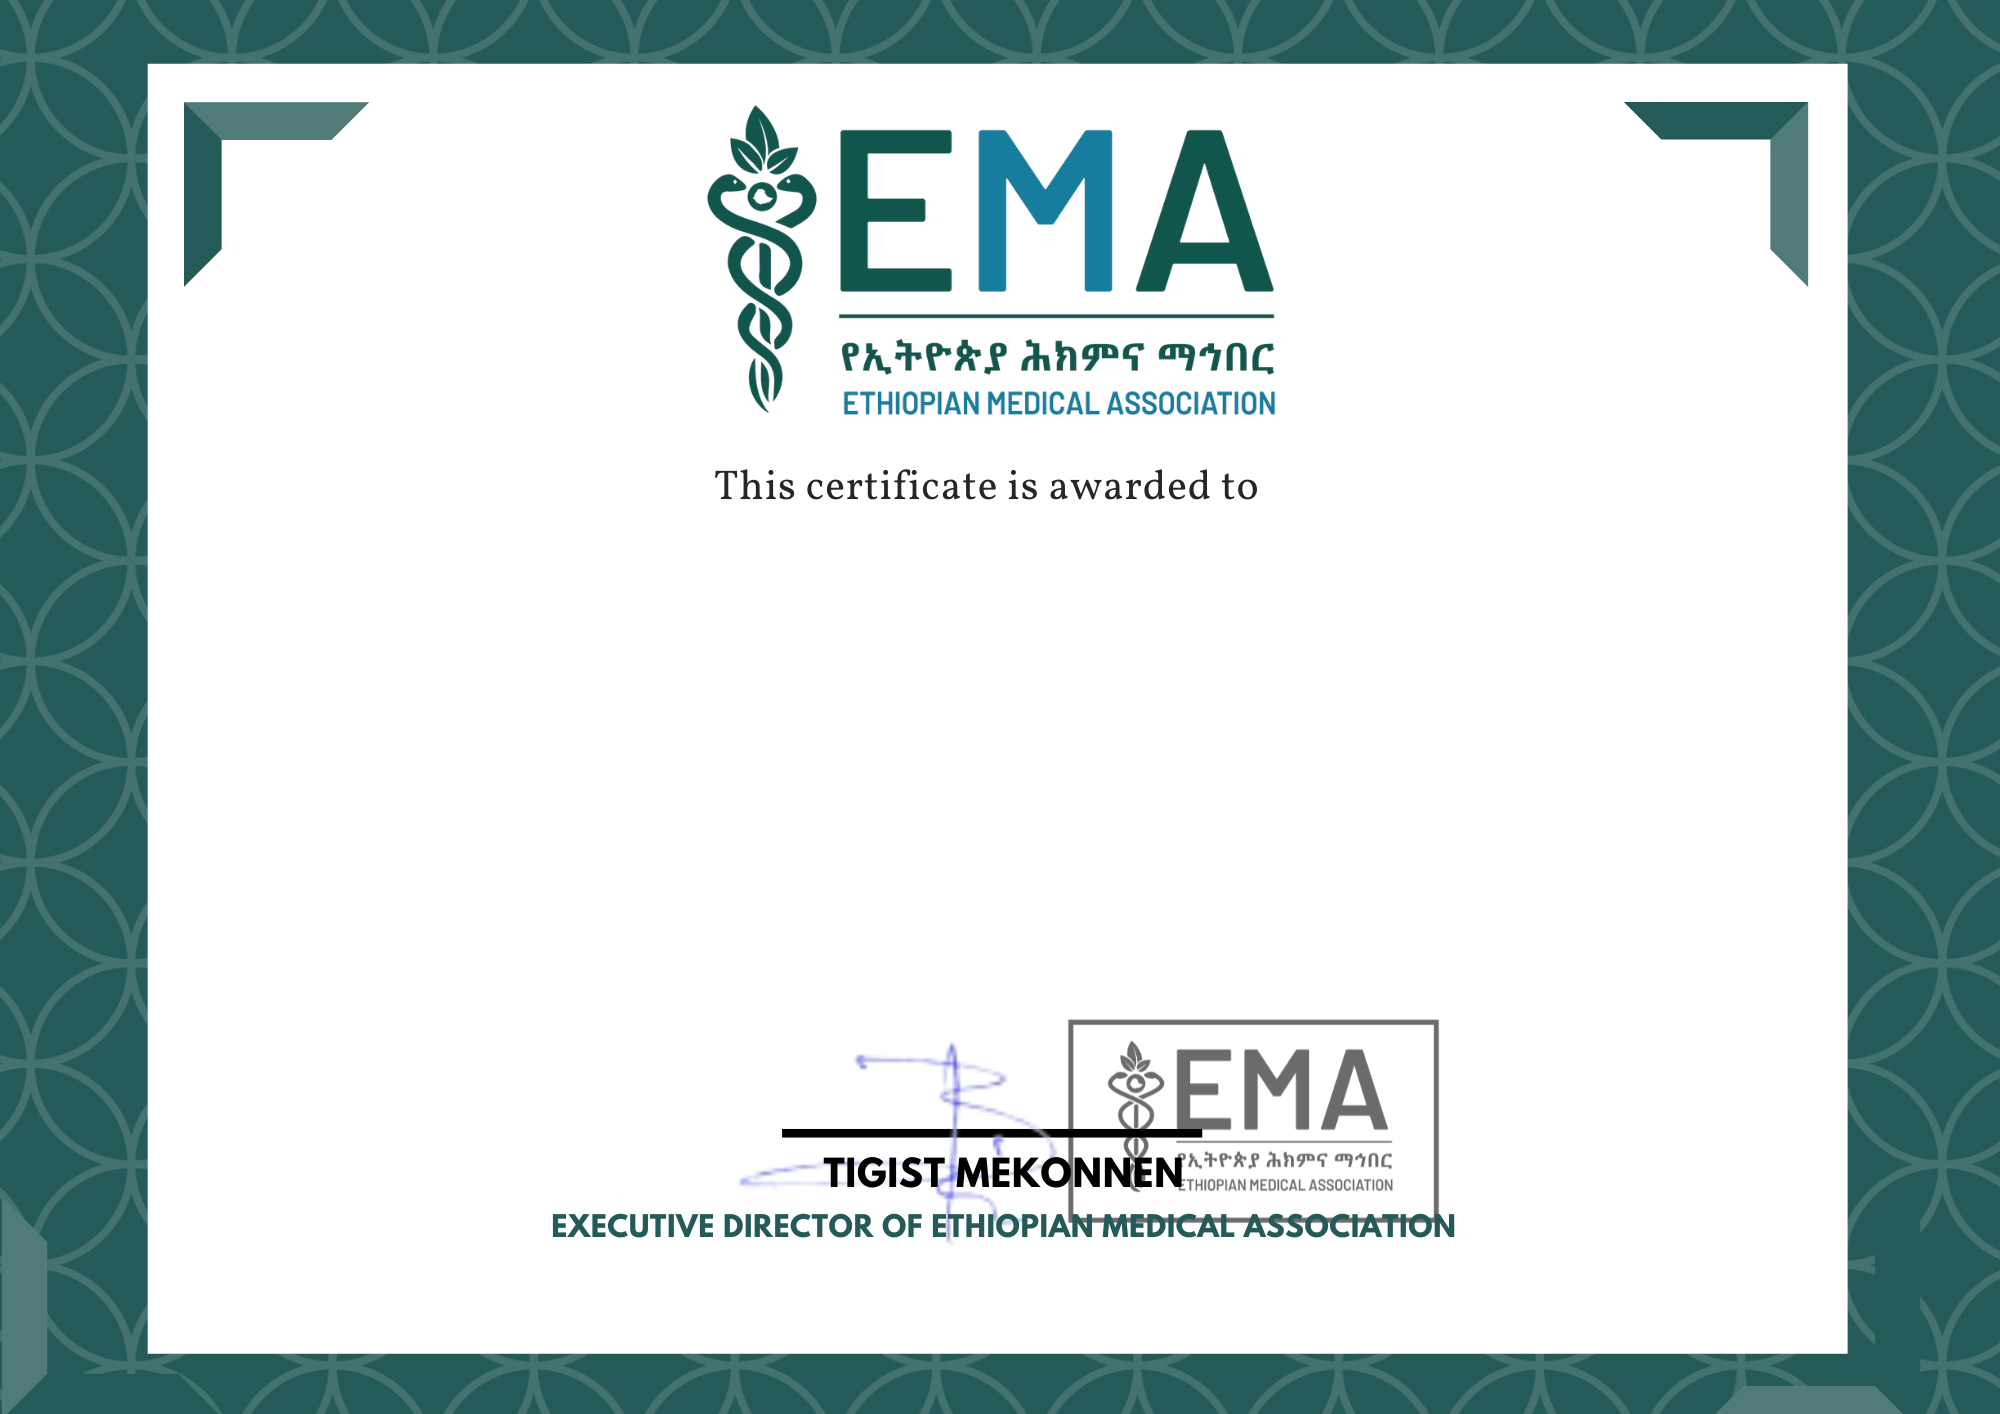 EMA
የኢትዮጵያ ሕክምና ማኅበር
ETHIOPIAN MEDICAL ASSOCIATION
This certificate is awarded to
EMA
የኢትዮጵያ ሕክምና ማኅበር
ETHIOPIAN MEDICAL ASSOCIATION
TIGIST MEKONNEN
EXECUTIVE DIRECTOR OF ETHIOPIAN MEDICAL ASSOCIATION